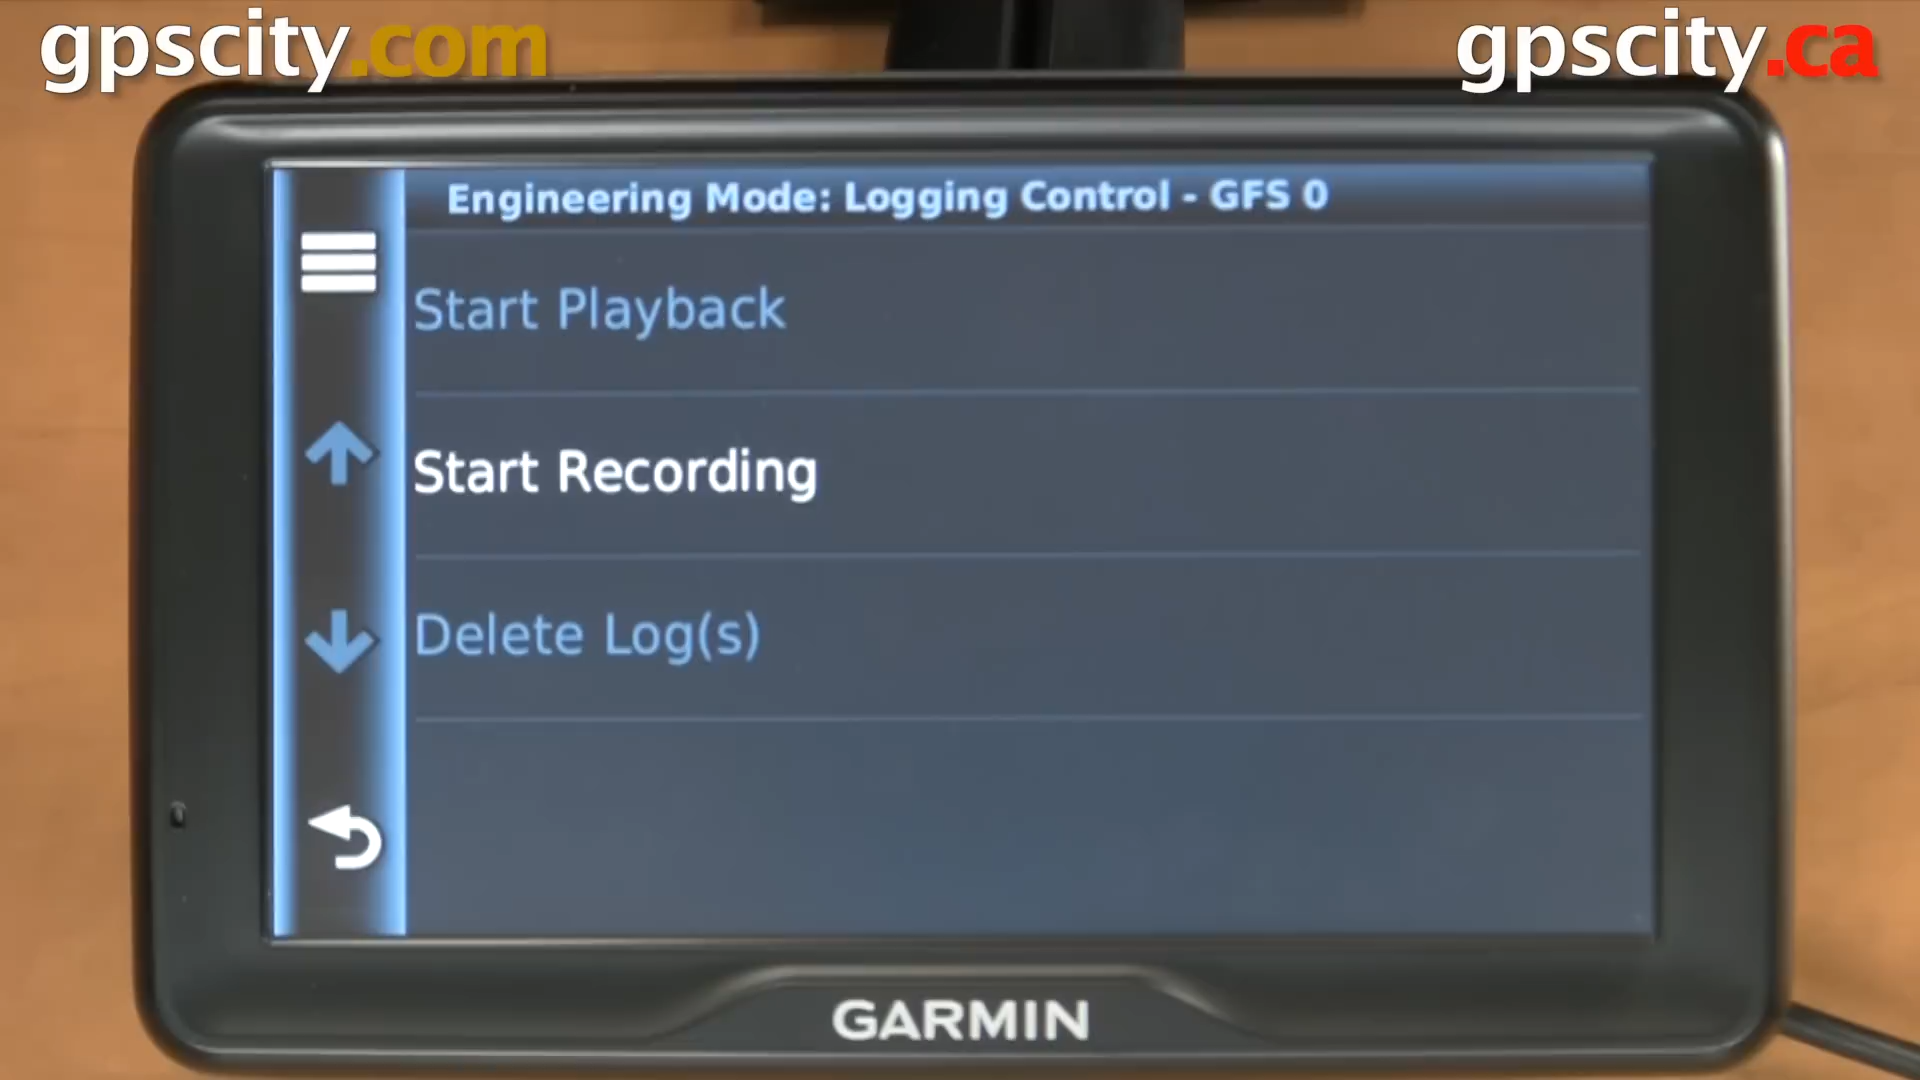 gpscity.com
gpscity.ca
Engineering Mode: Logging Control - GFS 0
Start Playback
Start Recording
Delete Log(s)
GARMIN